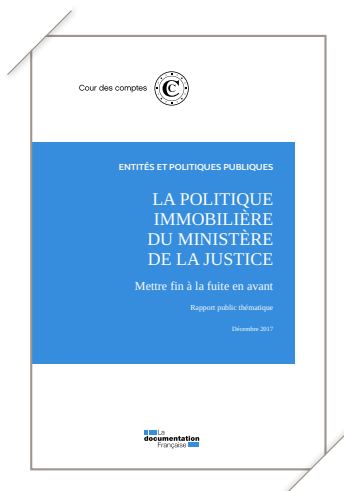 Cour des comptes
ENTITÉS ET POLITIQUES PUBLIQUES
LA POLITIQUE
IMMOBILIÈRE
DU MINISTÈRE
DE LA JUSTICE
Mettre fin à la fuite en avant
Rapport public thématique
Décembre 2017
La
documentation
Française